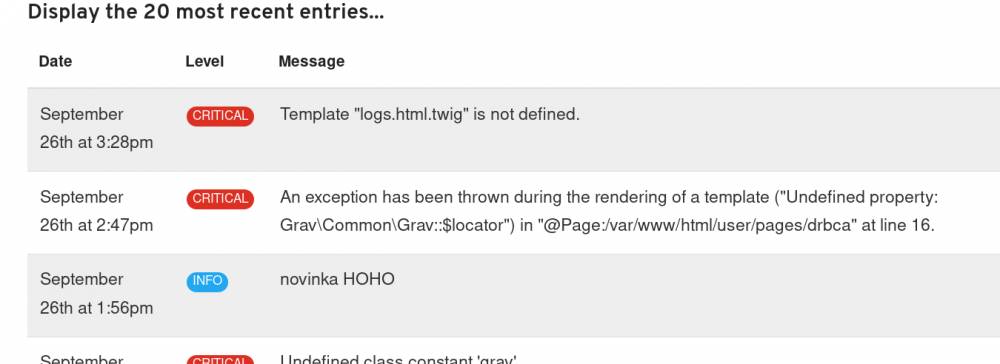 Display the 20 most recent entries...
Date Level Message
September CRITICAL Template "logs.html.twig" is not defined.
26th at 3:28pm
September CRITICAL An exception has been thrown during the rendering of a template ("Undefined property:
26th at 2:47pm Grav\Common\Grav::$locator") in "@Page:/var/www/html/user/pages/drbca" at line 16.
September INFO novinka HOHO
26th at 1:56pm
September CRITICAL Undefined class constant 'grav'